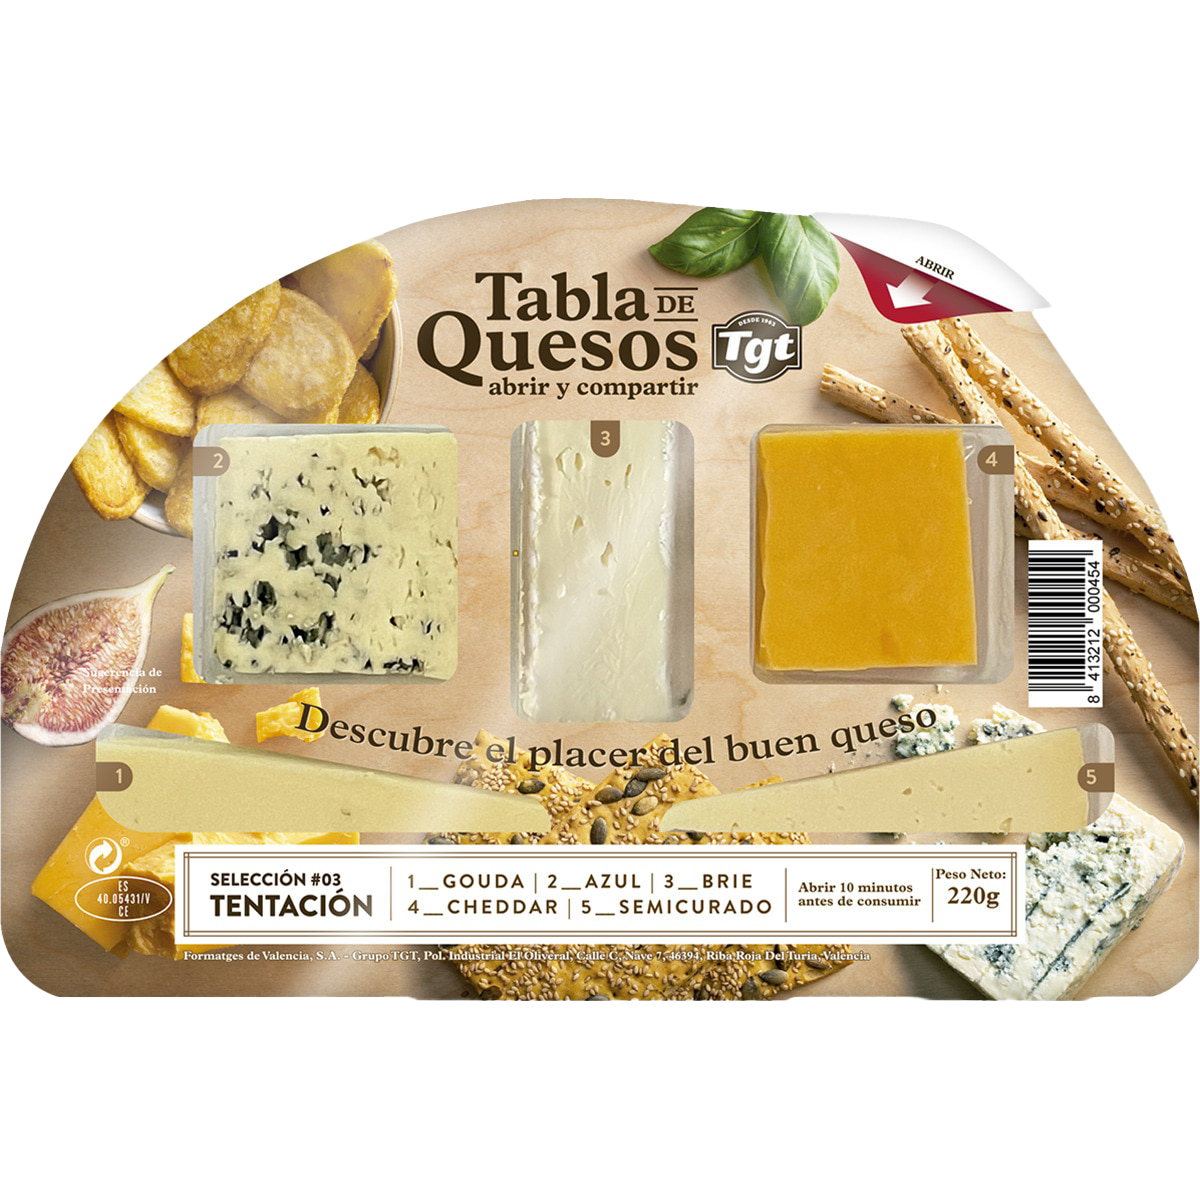 Tabla DE
Quesos
abrir y compartir
DESDE 1963
Tgt
ABRIR
2
3
4
8 413212 000454
Sugerencia de
Presentación
Descubre el placer del buen queso
1
5
®
ES
40.05431/V
CE
SELECCIÓN #03
TENTACIÓN
1__GOUDA | 2__AZUL | 3__BRIE
4__CHEDDAR | 5__SEMICURADO
Abrir 10 minutos
antes de consumir
Peso Neto:
220g
Formatges de Valencia, S.A. - Grupo TGT, Pol. Industrial El Oliveral, Calle C, Nave 7, 46394, Riba Roja Del Turia, Valencia